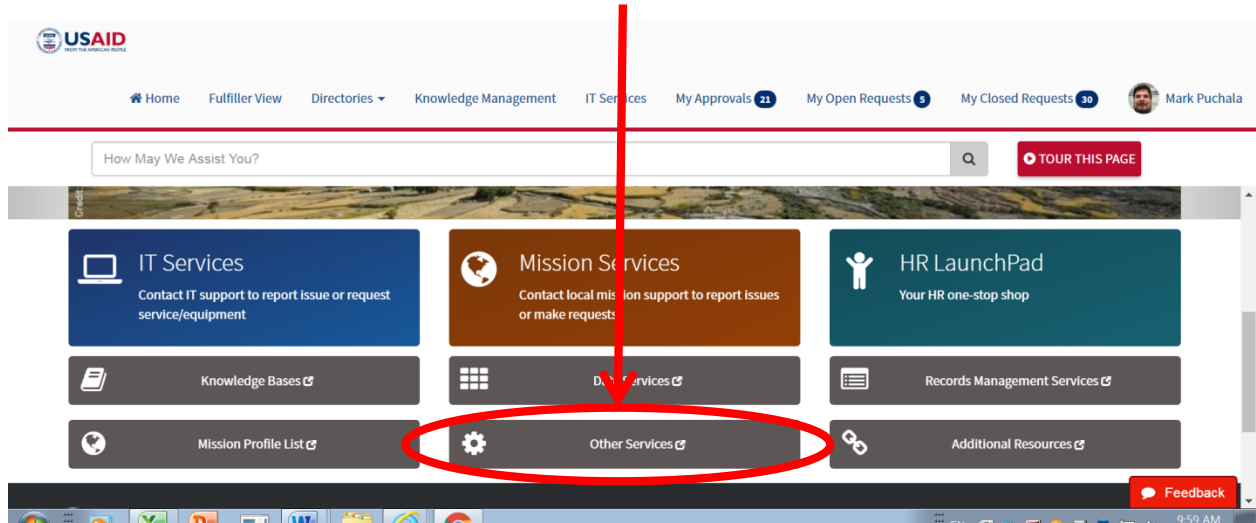 USAID
FROM THE AMERICAN PEOPLE
Home Fulfiller View Directories Knowledge Management IT Services My Approvals 21 My Open Requests 5 My Closed Requests 30 Mark Puchala
How May We Assist You?
TOUR THIS PAGE
Credit:
IT Services
Contact IT support to report issue or request
service/equipment
Mission Services
Contact local mission support to report issues
or make requests
HR LaunchPad
Your HR one-stop shop
Knowledge Bases
Services
Records Management Services
Mission Profile List
Other Services
Additional Resources
Feedback
9:59 AM